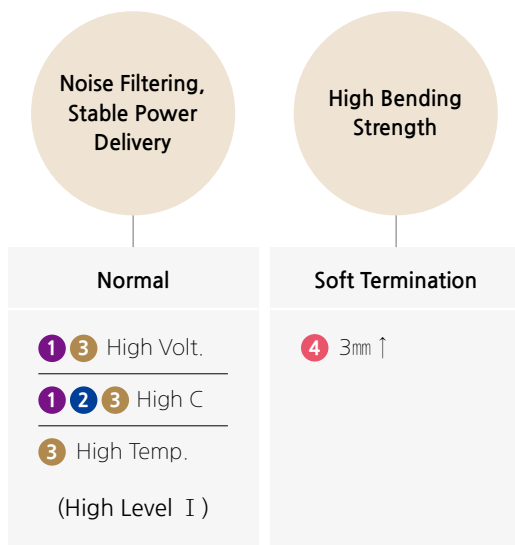 Noise Filtering,
Stable Power
Delivery
Normal
1 3 High Volt.
1 2 3 High C
3 High Temp.
(High Level Ⅰ)
High Bending
Strength
Soft Termination
4 3㎜ ↑